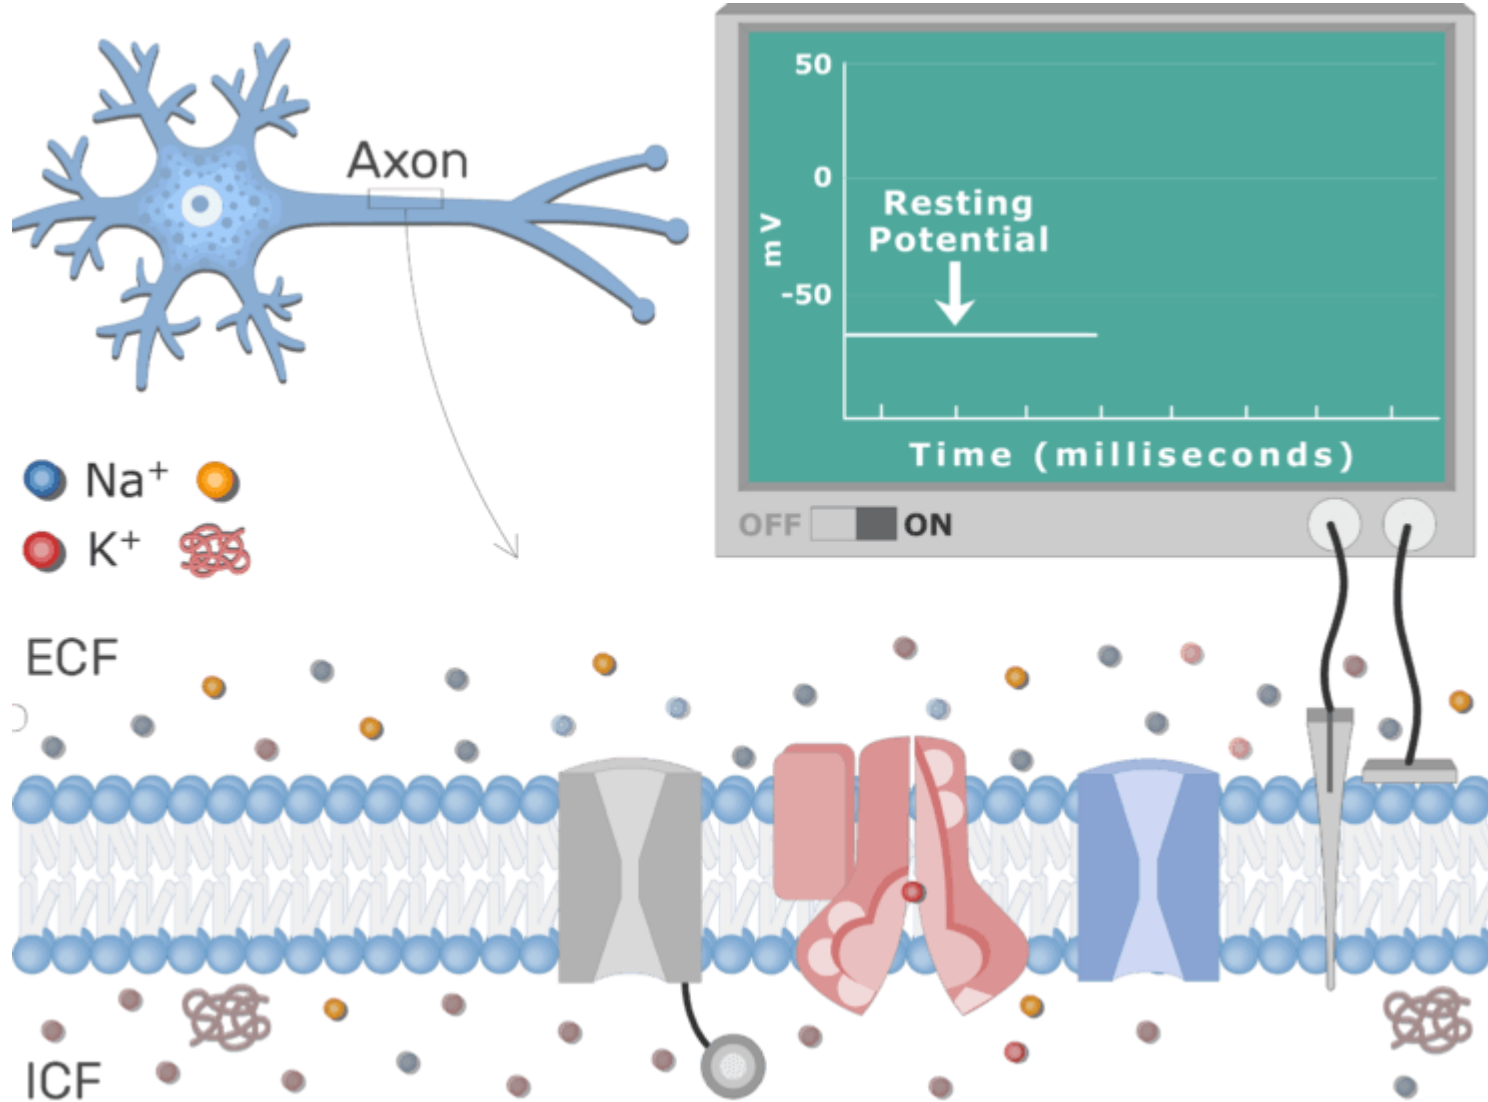 Axon
50
0
Resting
Potential
mV
-50
Time (milliseconds)
OFF ON
Na⁺
K⁺
ECF
ICF